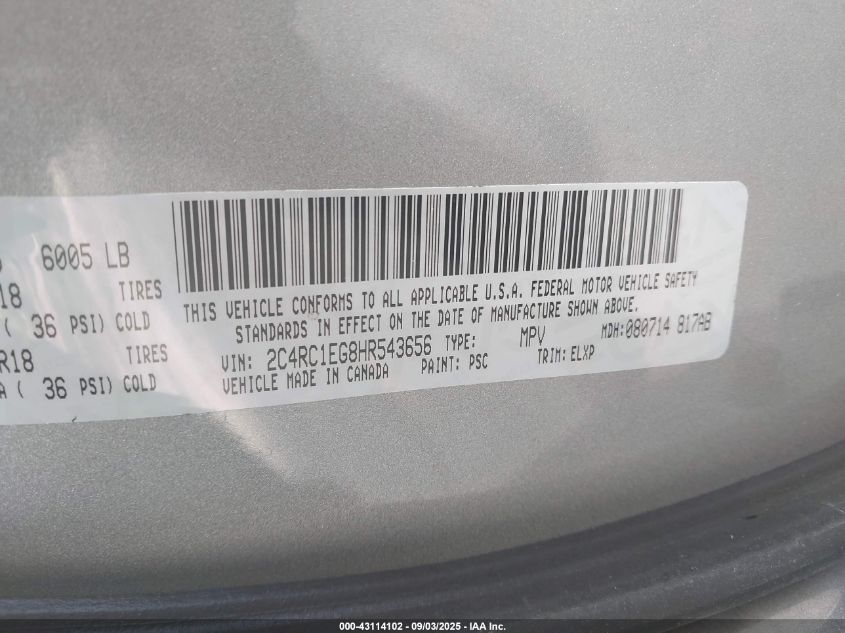 6005 LB
18 TIRES
( 36 PSI) COLD
R18 TIRES
A ( 36 PSI) COLD
THIS VEHICLE CONFORMS TO ALL APPLICABLE U.S.A. FEDERAL MOTOR VEHICLE SAFETY
STANDARDS IN EFFECT ON THE DATE OF MANUFACTURE SHOWN ABOVE.
VIN: 2C4RC1EG8HR543656 TYPE: MPV MDH: 080714 817AB
VEHICLE MADE IN CANADA PAINT: PSC TRIM: ELXP
000-43114102 - 09/03/2025 - IAA Inc.